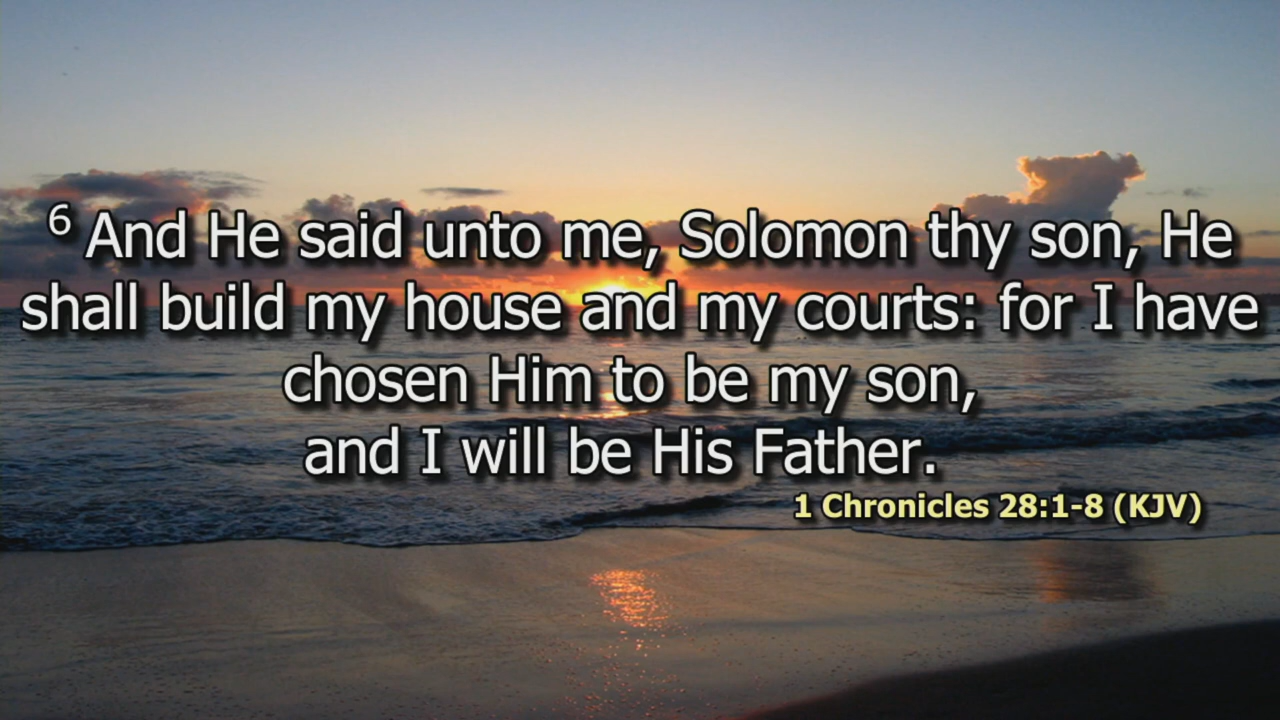 6 And He said unto me, Solomon thy son, He
shall build my house and my courts: for I have
chosen Him to be my son,
and I will be His Father.
1 Chronicles 28:1-8 (KJV)